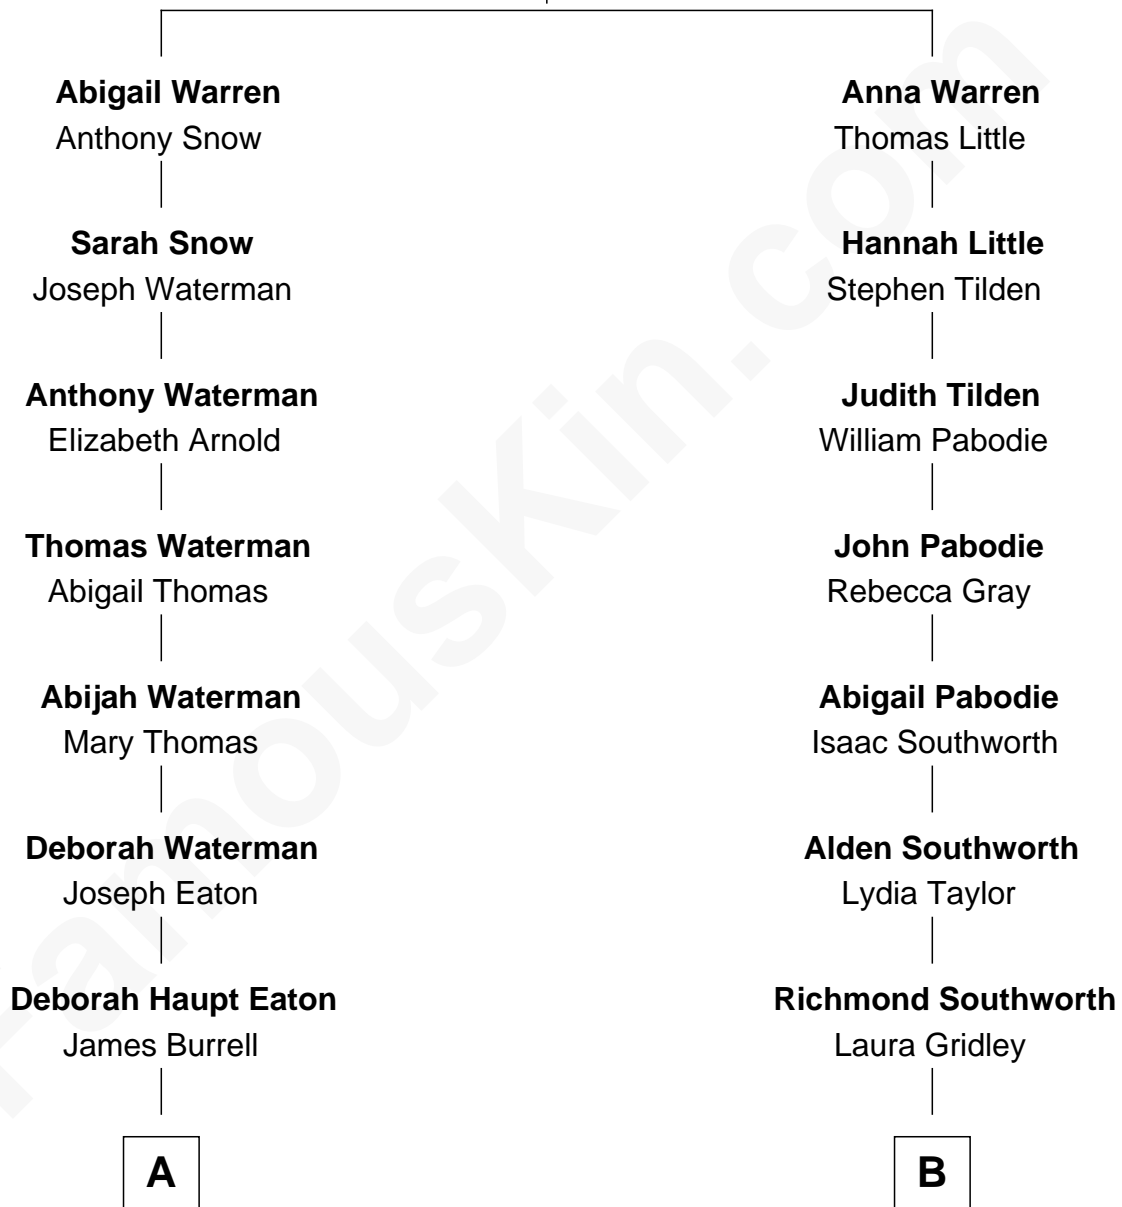 Abigail Warren
Anthony Snow
Anna Warren
Thomas Little
Sarah Snow
Joseph Waterman
Hannah Little
Stephen Tilden
Anthony Waterman
Elizabeth Arnold
Judith Tilden
William Pabodie
Thomas Waterman
Abigail Thomas
John Pabodie
Rebecca Gray
Abijah Waterman
Mary Thomas
Abigail Pabodie
Isaac Southworth
Deborah Waterman
Joseph Eaton
Alden Southworth
Lydia Taylor
Deborah Haupt Eaton
James Burrell
Richmond Southworth
Laura Gridley
A
B
FamousKin.com